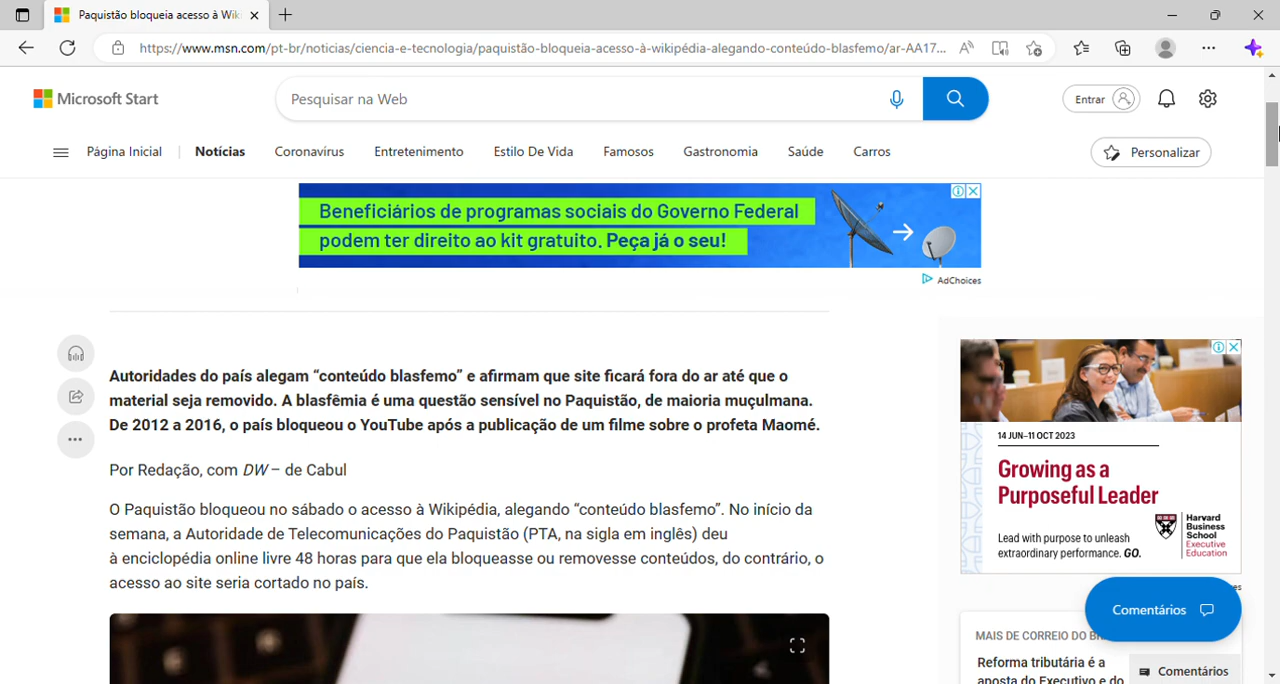 Paquistão bloqueia acesso à Wik
https://www.msn.com/pt-br/noticias/ciencia-e-tecnologia/paquistão-bloqueia-acesso-à-wikipédia-alegando-conteúdo-blasfemo/ar-AA17...
Microsoft Start
Pesquisar na Web
Entrar
Página Inicial
Notícias
Coronavírus
Entretenimento
Estilo De Vida
Famosos
Gastronomia
Saúde
Carros
Personalizar
Beneficiários de programas sociais do Governo Federal
podem ter direito ao kit gratuito. Peça já o seu!
AdChoices
Autoridades do país alegam “conteúdo blasfemo” e afirmam que site ficará fora do ar até que o
material seja removido. A blasfêmia é uma questão sensível no Paquistão, de maioria muçulmana.
De 2012 a 2016, o país bloqueou o YouTube após a publicação de um filme sobre o profeta Maomé.
Por Redação, com DW – de Cabul
O Paquistão bloqueou no sábado o acesso à Wikipédia, alegando “conteúdo blasfemo”. No início da
semana, a Autoridade de Telecomunicações do Paquistão (PTA, na sigla em inglês) deu
à enciclopédia online livre 48 horas para que ela bloqueasse ou removesse conteúdos, do contrário, o
acesso ao site seria cortado no país.
14 JUN–11 OCT 2023
Growing as a
Purposeful Leader
Lead with purpose to unleash
extraordinary performance. GO.
Harvard
Business
School
Executive
Education
Comentários
MAIS DE CORREIO DO B
Reforma tributária é a
aposta do Executivo e do
Comentários